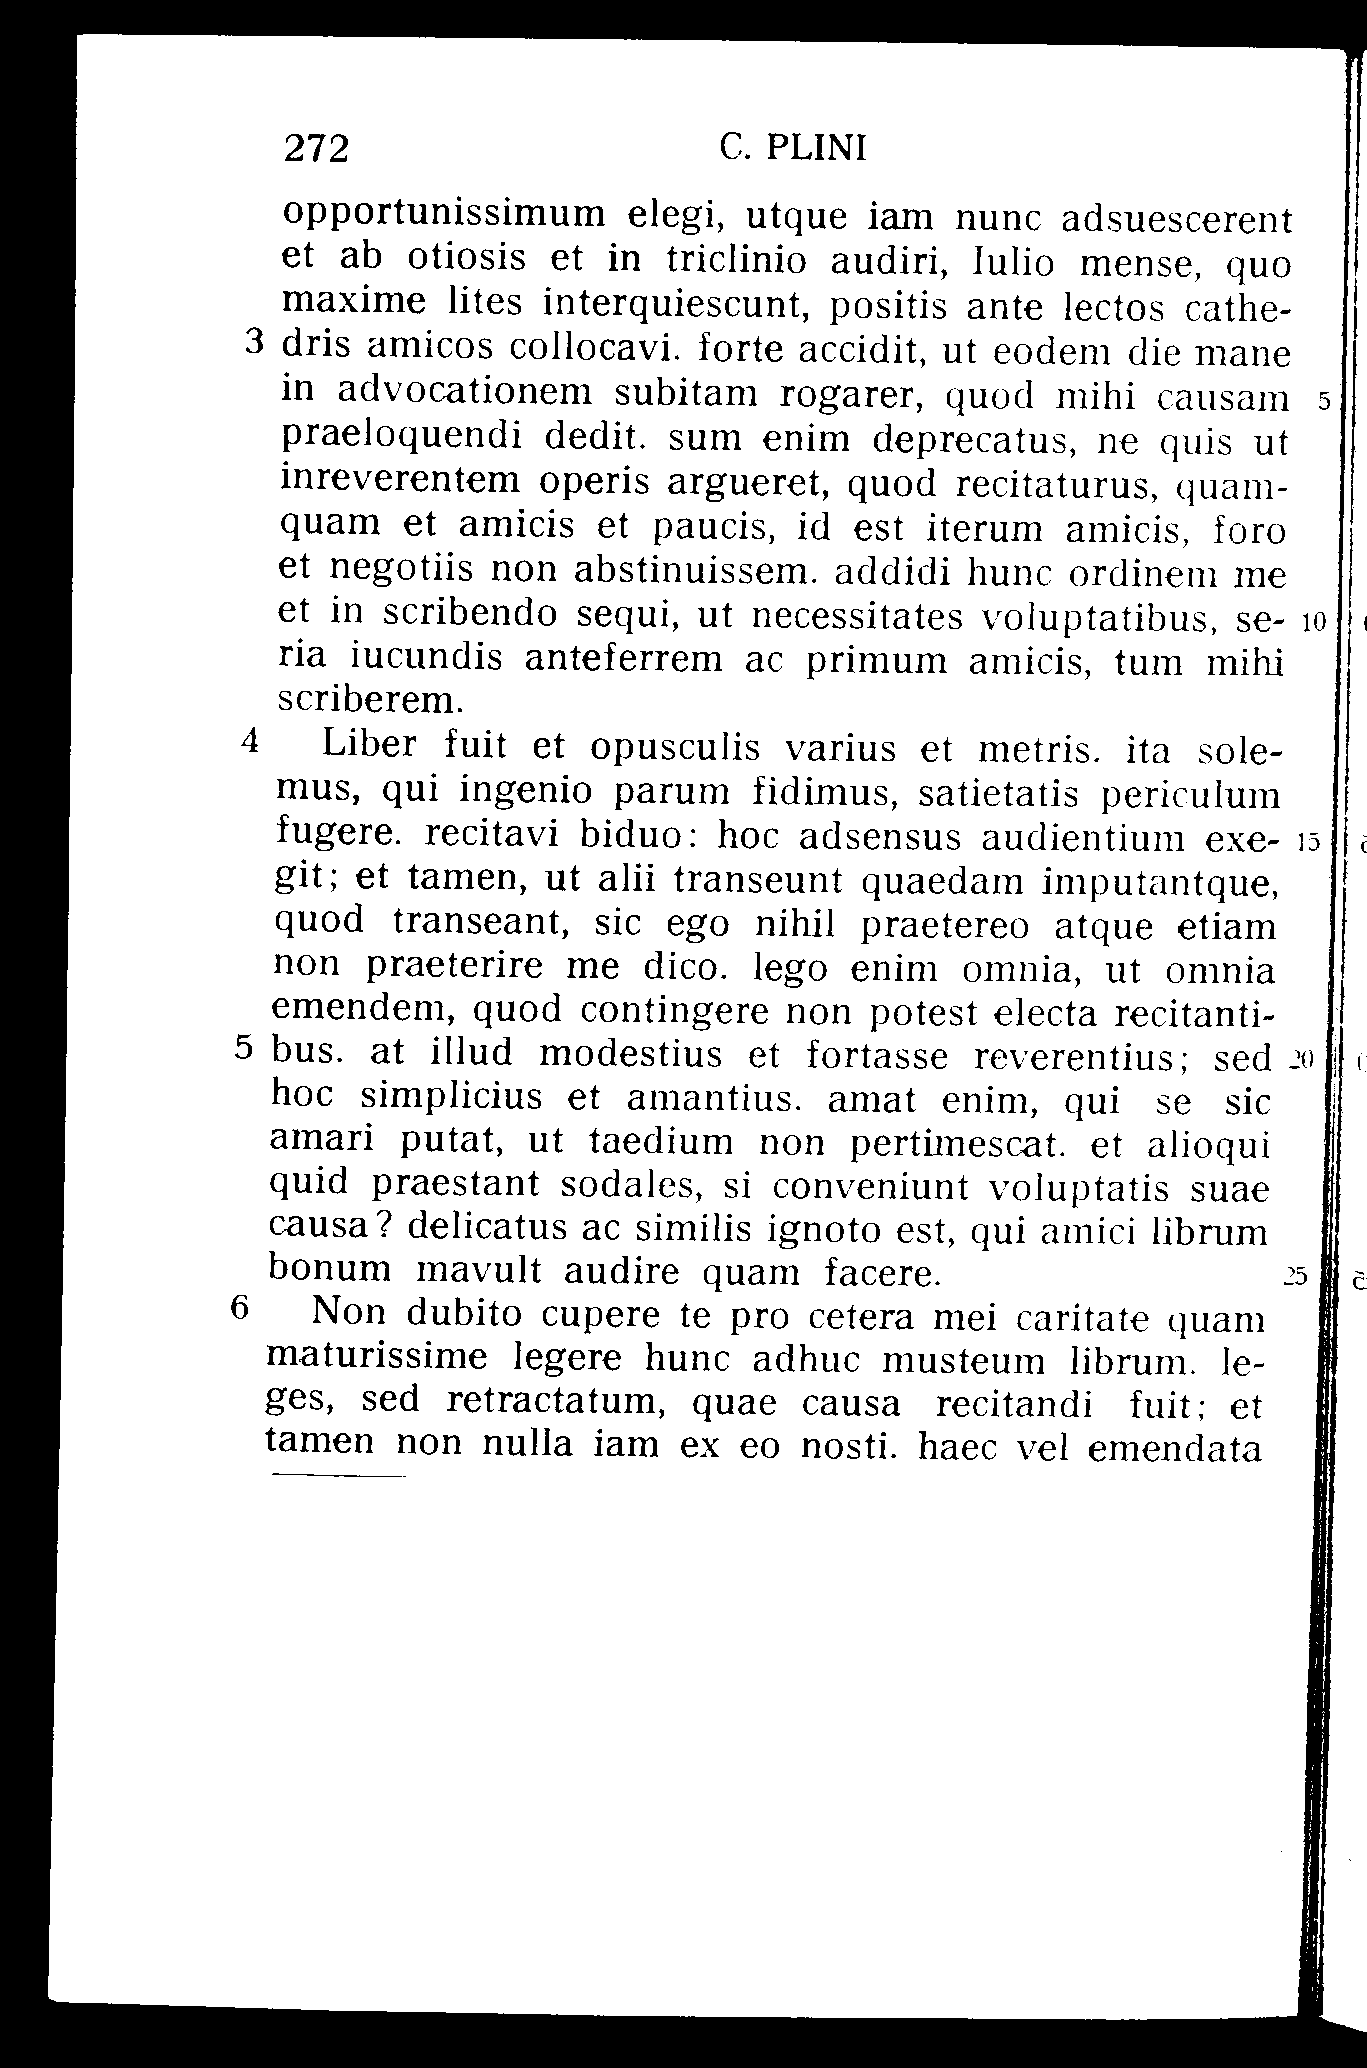 272 C. PLINI
opportunissimum elegi, utque iam nunc adsuescerent
et ab otiosis et in triclinio audiri, Iulio mense, quo
maxime lites interquiescunt, positis ante lectos cathe-
3 dris amicos collocavi. forte accidit, ut eodem die mane
in advocationem subitam rogarer, quod mihi causam 5
praeloquendi dedit. sum enim deprecatus, ne quis ut
inreverentem operis argueret, quod recitaturus, quam-
quam et amicis et paucis, id est iterum amicis, foro
et negotiis non abstinuissem. addidi hunc ordinem me
et in scribendo sequi, ut necessitates voluptatibus, se- 10
ria iucundis anteferrem ac primum amicis, tum mihi
scriberem.
4 Liber fuit et opusculis varius et metris. ita sole-
mus, qui ingenio parum fidimus, satietatis periculum
fugere. recitavi biduo: hoc adsensus audientium exe- 15
git; et tamen, ut alii transeunt quaedam imputantque,
quod transeant, sic ego nihil praetereo atque etiam
non praeterire me dico. lego enim omnia, ut omnia
emendem, quod contingere non potest electa recitanti-
5 bus. at illud modestius et fortasse reverentius; sed 20
hoc simplicius et amantius. amat enim, qui se sic
amari putat, ut taedium non pertimescat. et alioqui
quid praestant sodales, si conveniunt voluptatis suae
causa? delicatus ac similis ignoto est, qui amici librum
bonum mavult audire quam facere. 25
6 Non dubito cupere te pro cetera mei caritate quam
maturissime legere hunc adhuc musteum librum. le-
ges, sed retractatum, quae causa recitandi fuit; et
tamen non nulla iam ex eo nosti. haec vel emendata